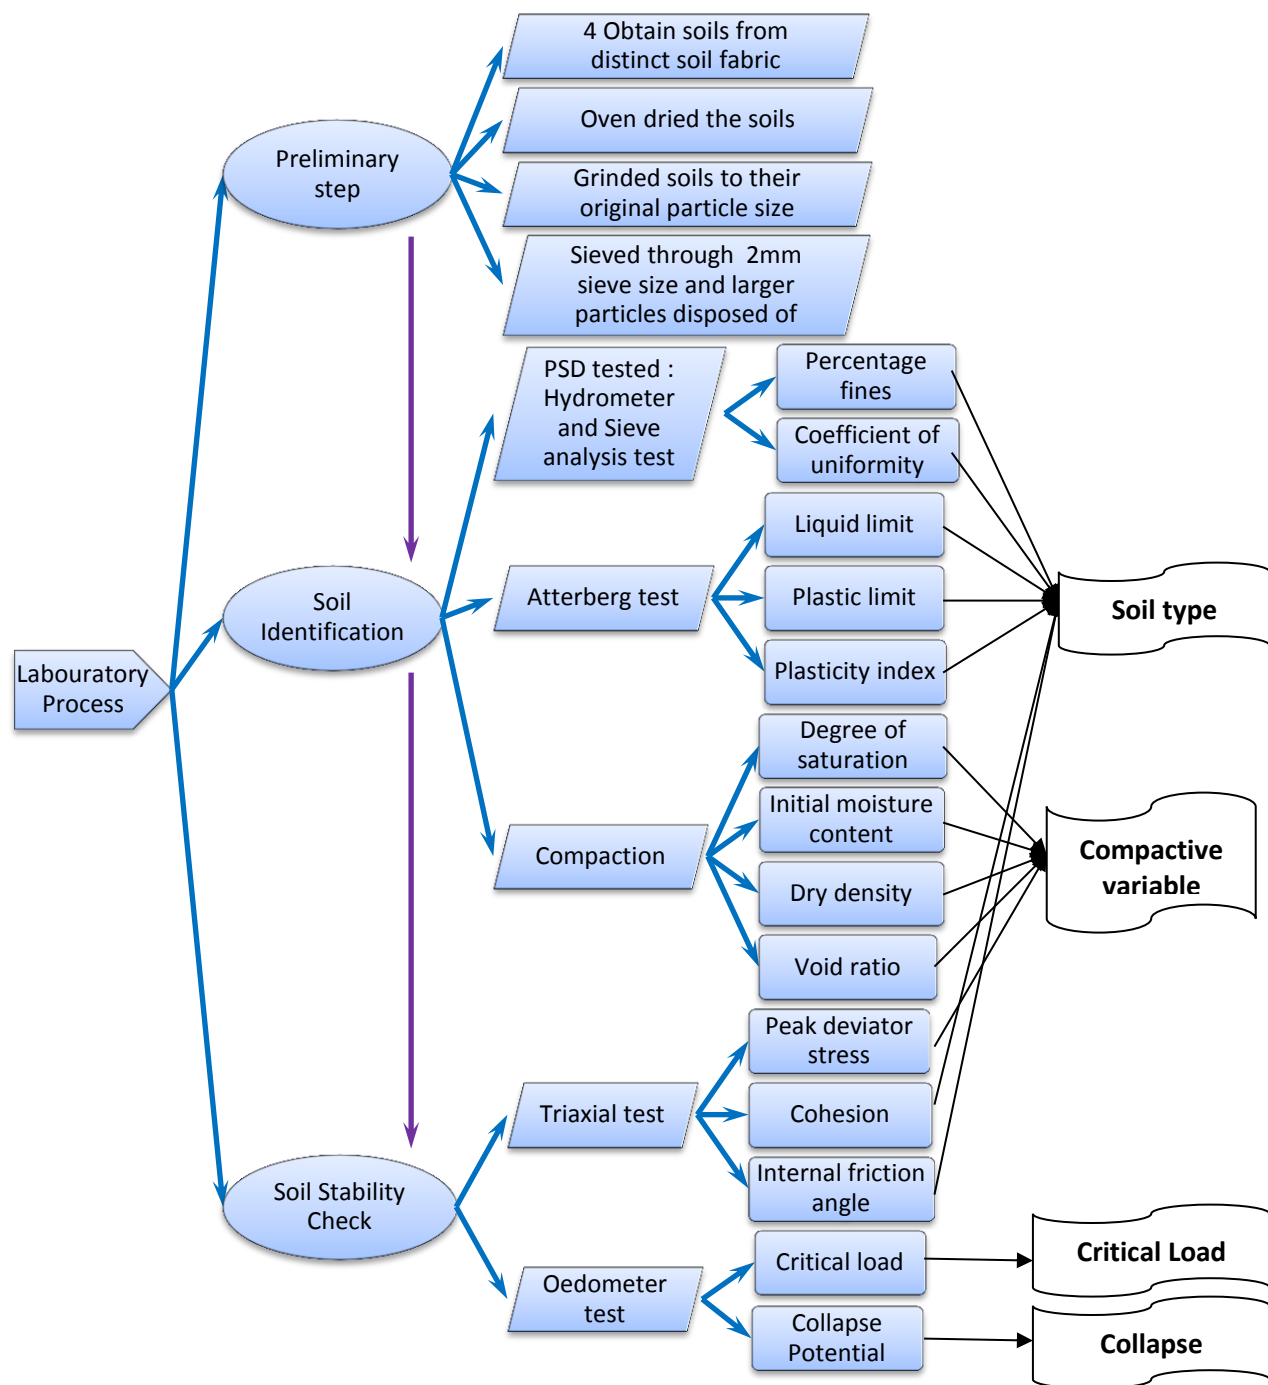 4 Obtain soils from
distinct soil fabric
Oven dried the soils
Preliminary
step
Grinded soils to their
original particle size
Sieved through 2mm
sieve size and larger
particles disposed of
PSD tested :
Hydrometer
and Sieve
analysis test
Percentage
fines
Coefficient of
uniformity
Liquid limit
Soil
Identification
Atterberg test
Plastic limit
Soil type
Plasticity index
Labouratory
Process
Degree of
saturation
Initial moisture
content
Compaction
Compactive
variable
Dry density
Void ratio
Peak deviator
stress
Triaxial test
Cohesion
Internal friction
angle
Soil Stability
Check
Critical load
Critical Load
Oedometer
test
Collapse
Potential
Collapse